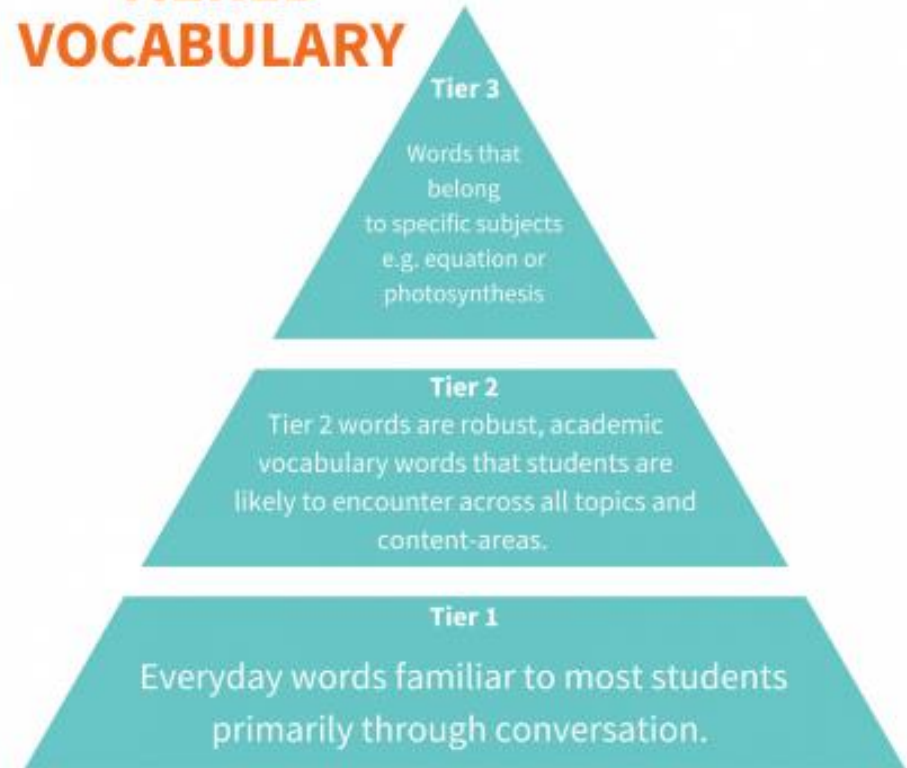 VOCABULARY
Tier 3
Words that
belong
to specific subjects
e.g. equation or
photosynthesis
Tier 2
Tier 2 words are robust, academic
vocabulary words that students are
likely to encounter across all topics and
content-areas.
Tier 1
Everyday words familiar to most students
primarily through conversation.